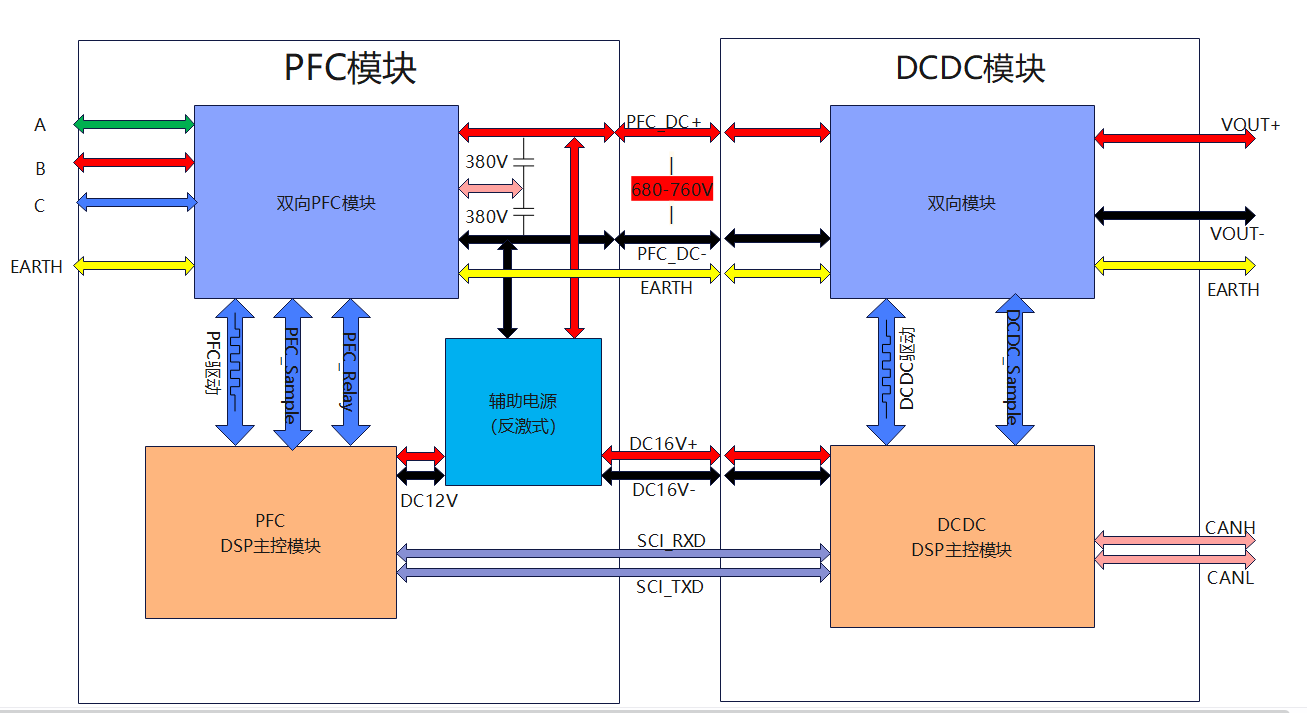 PFC模块
DCDC模块
A
B
C
EARTH
双向PFC模块
380V
380V
PFC_DC+
|
680-760V
|
PFC_DC-
EARTH
双向模块
VOUT+
VOUT-
EARTH
PFC驱动
PFC_Sample
PFC_Relay
辅助电源
（反激式）
DCDC驱动
DCDC_Sample
DC16V+
DC16V-
DC12V
PFC
DSP主控模块
SCI_RXD
SCI_TXD
DCDC
DSP主控模块
CANH
CANL